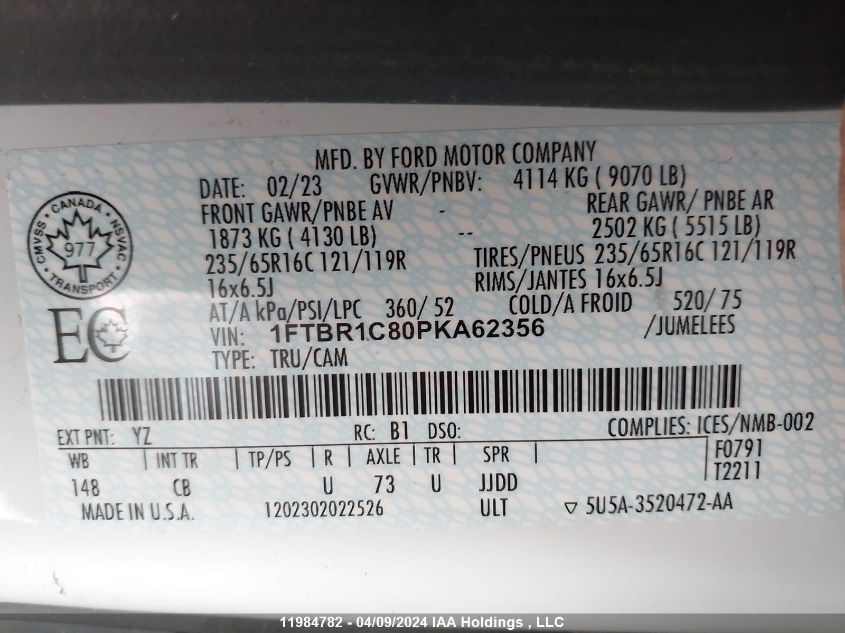 MFD. BY FORD MOTOR COMPANY
DATE: 02/23 GVWR/PNBV: 4114 KG ( 9070 LB)
FRONT GAWR/PNBE AV - REAR GAWR/ PNBE AR
1873 KG ( 4130 LB) -- 2502 KG ( 5515 LB)
235/65R16C 121/119R TIRES/PNEUS 235/65R16C 121/119R
16x6.5J RIMS/JANTES 16x6.5J
AT/A kPa/PSI/LPC 360/ 52 COLD/A FROID 520/ 75
VIN: 1FTBR1C80PKA62356 /JUMELEES
TYPE: TRU/CAM
CANADA
CMVSS NSVAC
977
TRANSPORT
EC
EXT PNT: YZ RC: B1 DSO: COMPLIES: ICES/NMB-002
WB | INT TR | TP/PS | R | AXLE | TR | SPR | F0791
148 CB U 73 U JJDD T2211
MADE IN U.S.A. 1202302022526 ULT ▽ 5U5A-3520472-AA
11984782 - 04/09/2024 IAA Holdings , LLC